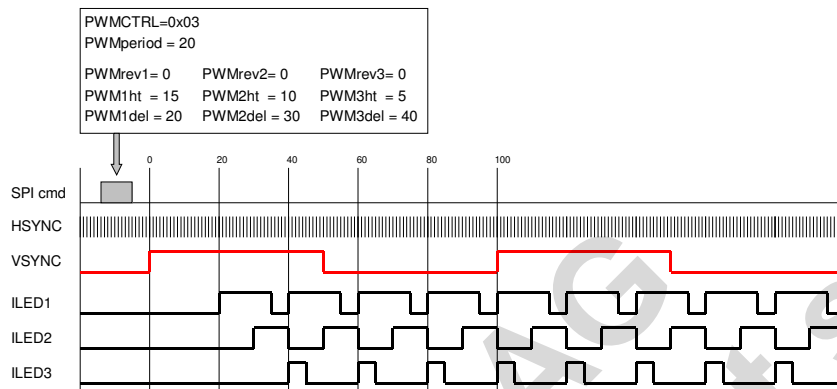 PWMCTRL=0x03
PWMperiod = 20
PWMrev1= 0 PWMrev2= 0 PWMrev3= 0
PWM1ht = 15 PWM2ht = 10 PWM3ht = 5
PWM1del = 20 PWM2del = 30 PWM3del = 40
0 20 40 60 80 100
SPI cmd
HSYNC
VSYNC
ILED1
ILED2
ILED3
AG